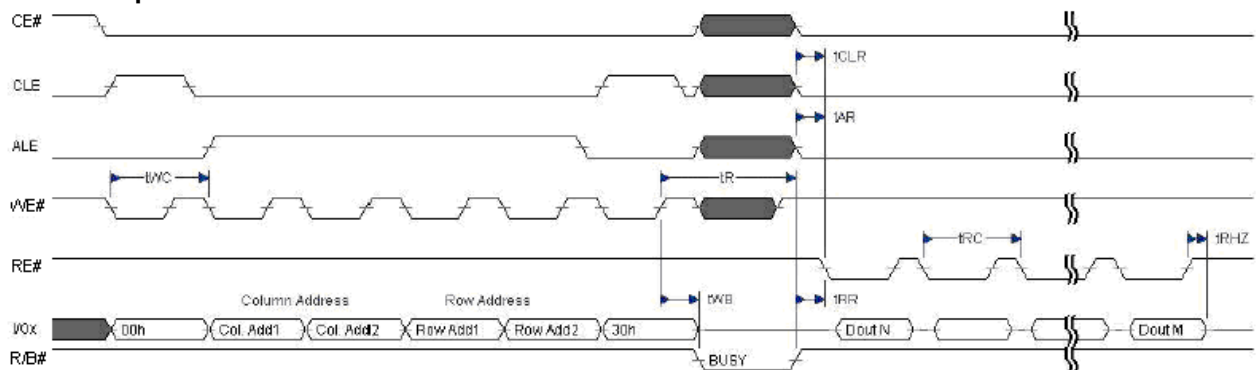 CE#
tCLR
CLE
tAR
ALE
tWC
tR
WE#
tRC
tRHZ
RE#
Column Address
Row Address
tWB
tRR
I/Ox
00h
Col. Add1
Col. Add2
Row Add1
Row Add2
30h
Dout N
Dout M
R/B#
BUSY